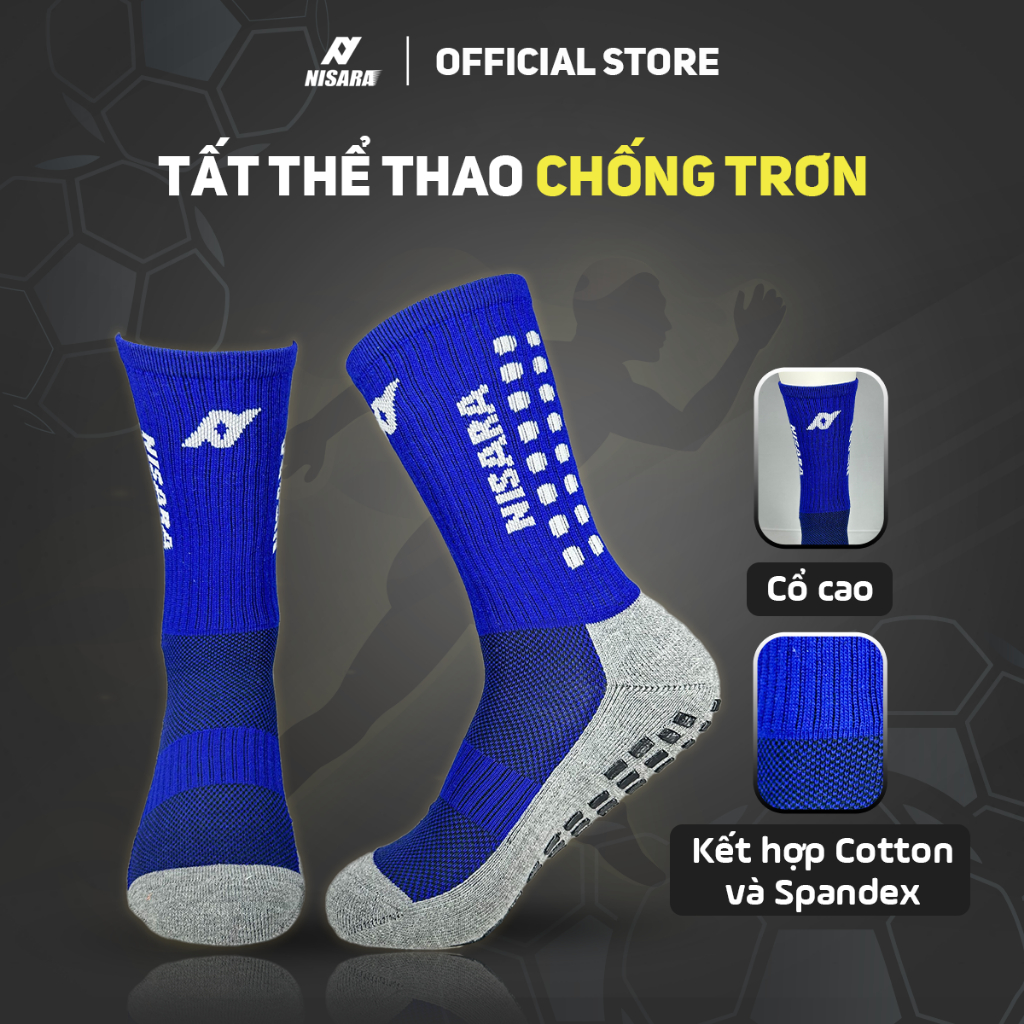 NISARA
OFFICIAL STORE
TẤT THỂ THAO CHỐNG TRƠN
NISARA
NISARA
Cổ cao
Kết hợp Cotton
và Spandex